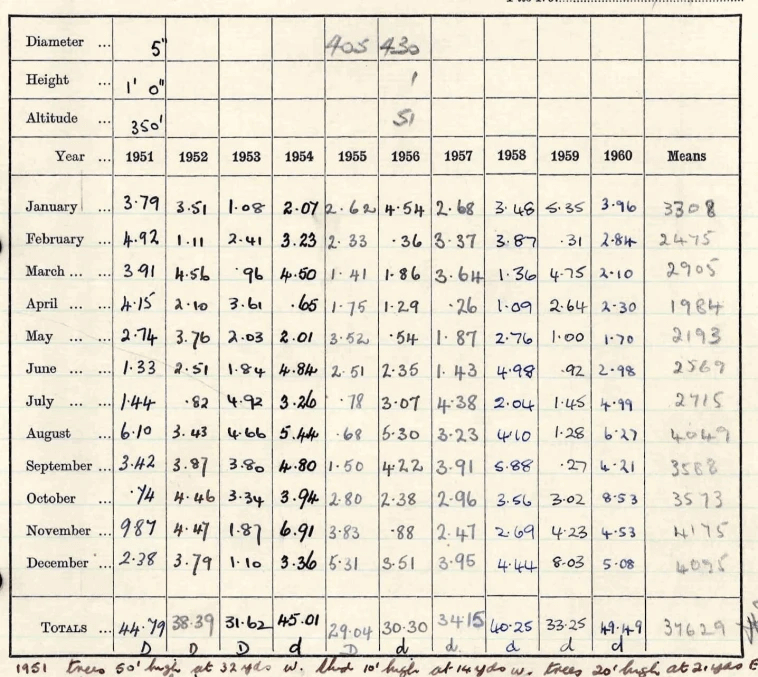 Diameter ... 5" 405 430
Height ... 1' 0" 1
Altitude ... 350' 51
Year ... 1951 1952 1953 1954 1955 1956 1957 1958 1959 1960 Means
January ... 3.79 3.51 1.08 2.07 2.62 4.54 2.68 3.48 5.35 3.96 3308
February ... 4.92 1.11 2.41 3.23 2.33 .36 3.37 3.87 .31 2.84 2475
March ... ... 3.91 4.56 .96 4.50 1.41 1.86 3.64 1.36 4.75 2.10 2905
April ... 4.15 2.10 3.61 .65 1.75 1.29 .26 1.09 2.64 2.30 1984
May ... ... 2.74 3.76 2.03 2.01 3.52 .54 1.87 2.76 1.00 1.70 2193
June ... ... 1.33 2.51 1.84 4.84 2.51 2.35 1.43 4.98 .92 2.98 2569
July ... ... 1.44 .82 4.92 3.26 .78 3.07 4.38 2.04 1.45 4.99 2715
August ... 6.10 3.43 4.66 5.44 .68 5.30 3.23 4.10 1.28 6.27 4049
September ... 3.42 3.87 3.80 4.80 1.50 4.22 3.91 5.88 .27 4.21 3588
October ... .74 4.46 3.34 3.94 2.80 2.38 2.96 3.56 3.02 8.53 3573
November ... 9.87 4.47 1.87 6.91 3.83 .88 2.47 2.69 4.23 4.53 4175
December ... 2.38 3.79 1.10 3.36 5.31 3.51 3.95 4.44 8.03 5.08 4095
TOTALS ... 44.79 38.39 31.62 45.01 29.04 30.30 34.15 40.25 33.25 49.49 37629
D D D d D d d d d d
1951 trees 50' high at 32 yds W. shed 10' high at 14 yds W. trees 20' high at 21 yds E